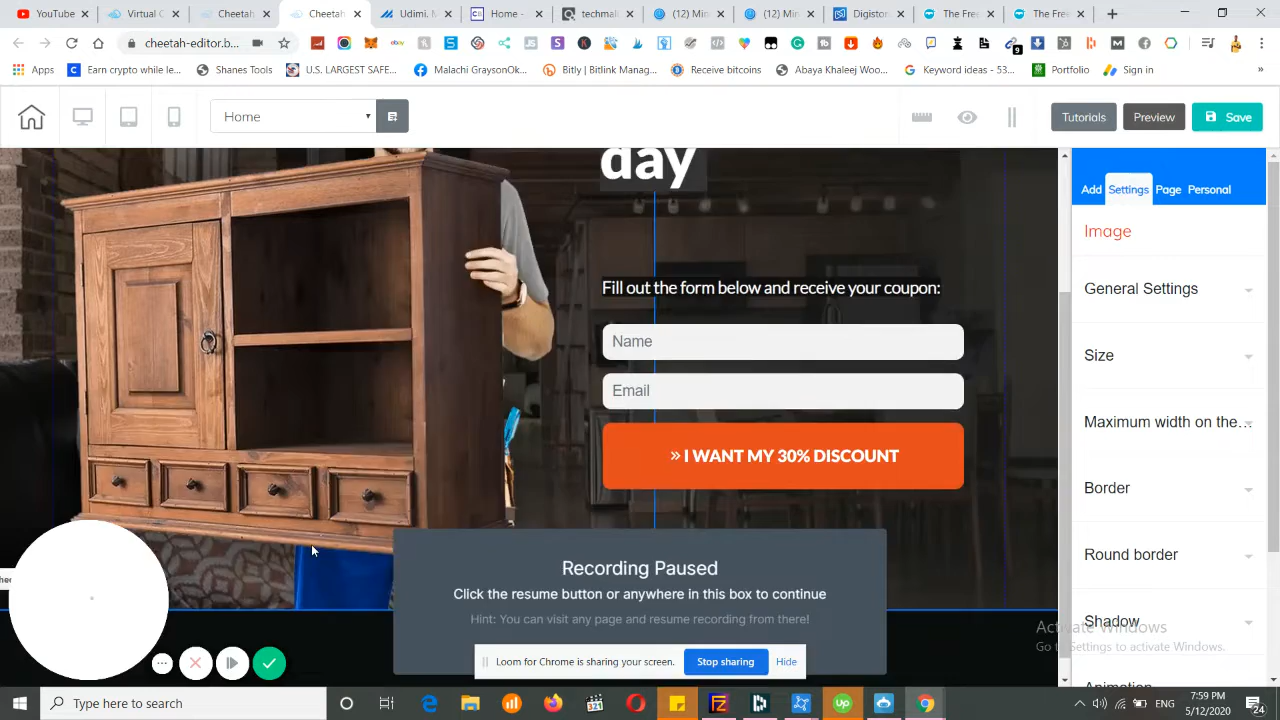 YouTube
Virtual C
Cheetah
Udimi. M
Home -
techmali
(12) Min
(12) Min
Digistor
The Free
The Free
cheetah-editor.b...
9
Apps
Earn crypto while le...
Shanes Tools
U.S. LONGEST SAFE...
Malachi GraysonCok...
Bitly | Bitlink Manag...
Receive bitcoins
Abaya Khaleej Woo...
Keyword ideas - 53...
Portfolio
Sign in
»
Home
Tutorials
Preview
Save
day
Add
Settings
Page
Personal
Image
General Settings
Fill out the form below and receive your coupon:
Name
Size
Email
Maximum width on the...
» I WANT MY 30% DISCOUNT
Border
Round border
Recording Paused
Click the resume button or anywhere in this box to continue
Hint: You can visit any page and resume recording from there!
Shadow
Activate Windows
Go to Settings to activate Windows.
Loom for Chrome is sharing your screen.
Stop sharing
Hide
Animation
Type here to search
ENG
7:59 PM
5/12/2020
24